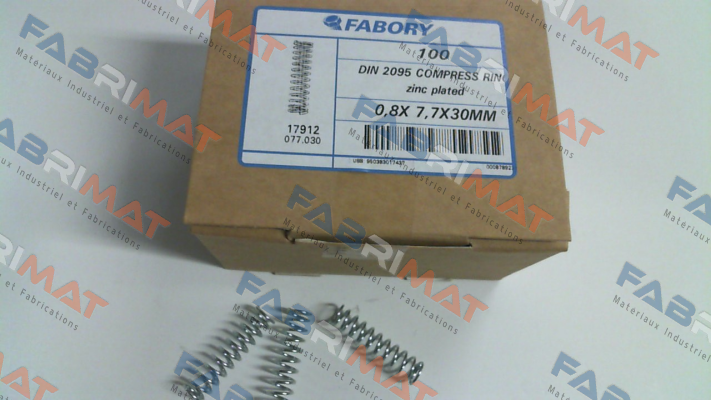 FABORY
100
DIN 2095 COMPRESS RING
zinc plated
0,8X 7,7X30MM
17912
077.030
FABRIMAT
Matériaux Industriel et Fabrications